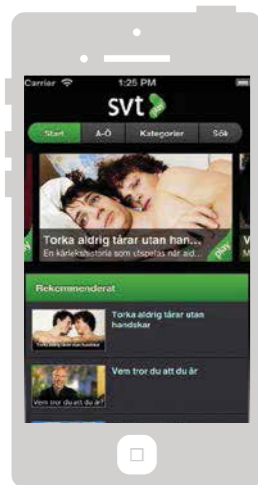 Carrier 1:25 PM
svt play
Start A-Ö Kategorier Sök
Torka aldrig tårar utan han...
En kärlekshistoria som utspelas när aid...
play
play
V
M
Rekommenderat
Torka aldrig tårar utan
handskar
Torka aldrig tårar utan handskar
Vem tror du att du är
Vem tror du att du är?